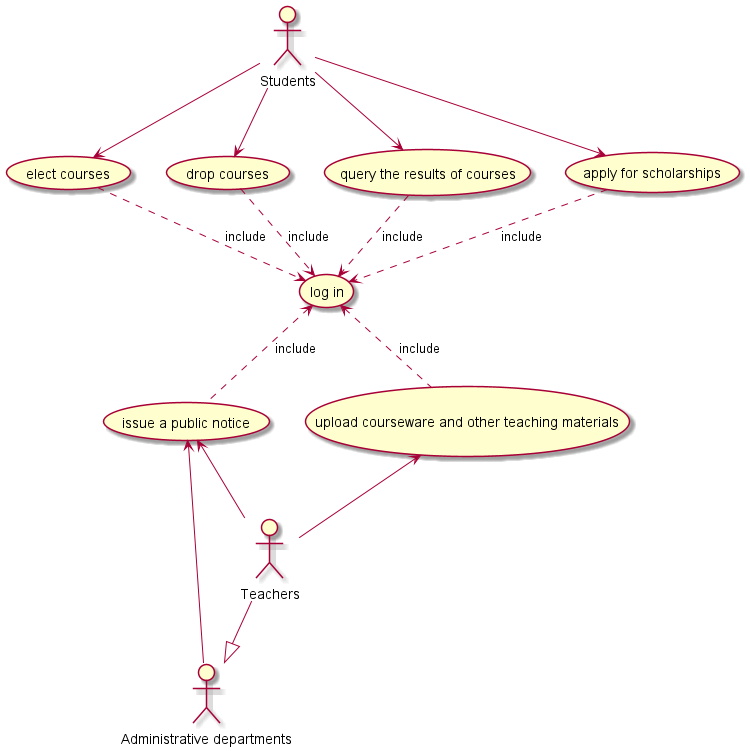 Students
elect courses
drop courses
query the results of courses
apply for scholarships
include
include
include
include
log in
include
include
issue a public notice
upload courseware and other teaching materials
Teachers
Administrative departments